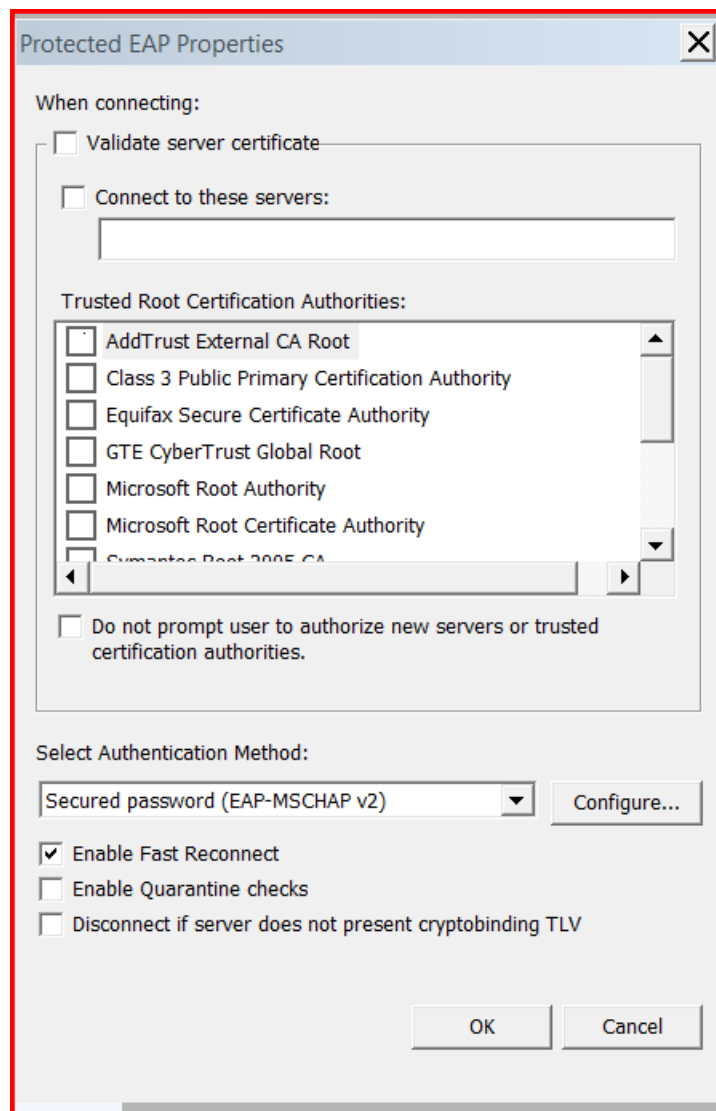 Protected EAP Properties
When connecting:
Validate server certificate
Connect to these servers:
Trusted Root Certification Authorities:
AddTrust External CA Root
Class 3 Public Primary Certification Authority
Equifax Secure Certificate Authority
GTE CyberTrust Global Root
Microsoft Root Authority
Microsoft Root Certificate Authority
Symantec Root 2005 CA
Do not prompt user to authorize new servers or trusted
certification authorities.
Select Authentication Method:
Secured password (EAP-MSCHAP v2)
Configure...
Enable Fast Reconnect
Enable Quarantine checks
Disconnect if server does not present cryptobinding TLV
OK Cancel